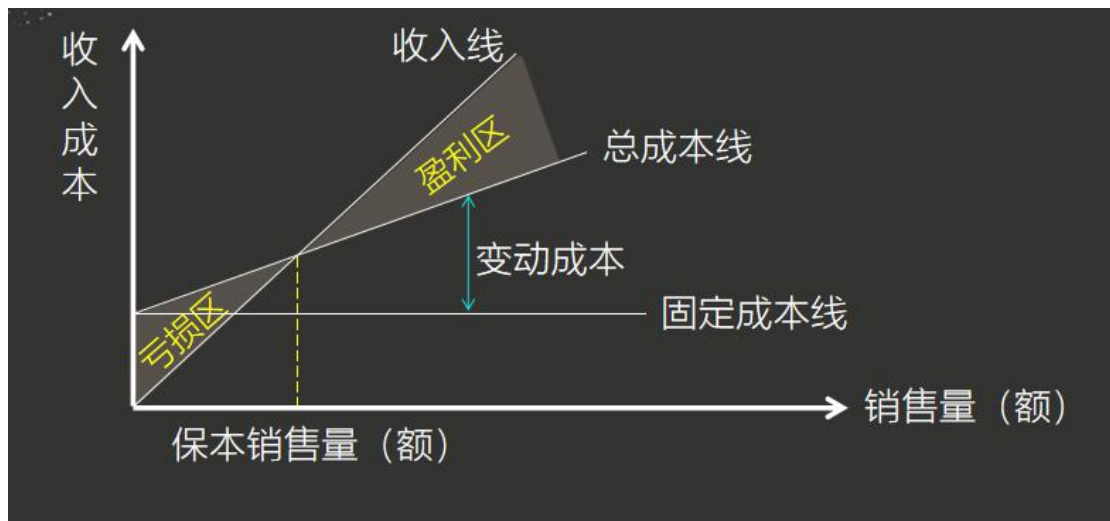 收入成本
收入线
盈利区
总成本线
变动成本
亏损区
固定成本线
销售量（额）
保本销售量（额）